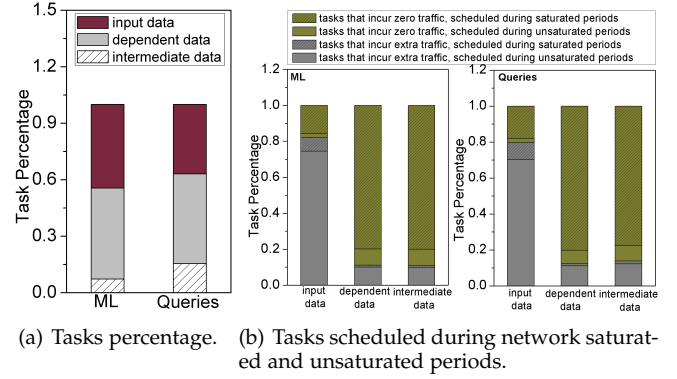 1.5
1.2
0.9
0.6
0.3
0.0
Task Percentage
input data
dependent data
intermediate data
ML
Queries
(a) Tasks percentage.
tasks that incur zero traffic, scheduled during saturated periods
tasks that incur zero traffic, scheduled during unsaturated periods
tasks that incur extra traffic, scheduled during saturated periods
tasks that incur extra traffic, scheduled during unsaturated periods
1.2
1.0
0.8
0.6
0.4
0.2
0.0
Task Percentage
ML
input
data
dependent
data
intermediate
data
1.2
1.0
0.8
0.6
0.4
0.2
0.0
Task Percentage
Queries
input
data
dependent
data
intermediate
data
(b) Tasks scheduled during network saturat-
ed and unsaturated periods.